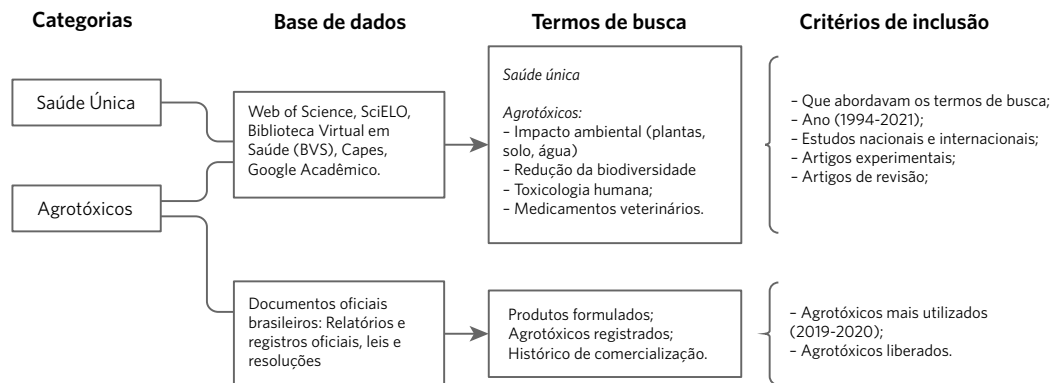 Categorias
Base de dados
Termos de busca
Critérios de inclusão
Saúde Única
Agrotóxicos
Web of Science, SciELO,
Biblioteca Virtual em
Saúde (BVS), Capes,
Google Acadêmico.
Saúde única
Agrotóxicos:
– Impacto ambiental (plantas,
solo, água)
– Redução da biodiversidade
– Toxicologia humana;
– Medicamentos veterinários.
– Que abordavam os termos de busca;
– Ano (1994-2021);
– Estudos nacionais e internacionais;
– Artigos experimentais;
– Artigos de revisão;
Documentos oficiais
brasileiros: Relatórios e
registros oficiais, leis e
resoluções
Produtos formulados;
Agrotóxicos registrados;
Histórico de comercialização.
– Agrotóxicos mais utilizados
(2019-2020);
– Agrotóxicos liberados.